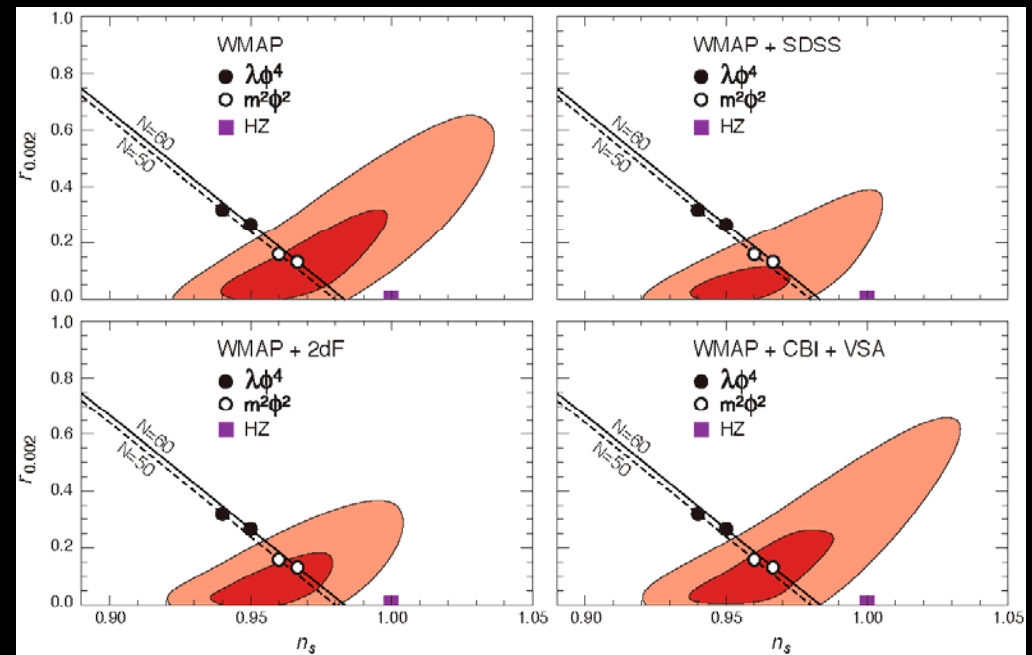 1.0
0.8
0.6
0.4
0.2
0.0
r0.002
WMAP
λϕ⁴
m²ϕ²
HZ
N=60
N=50
WMAP + SDSS
λϕ⁴
m²ϕ²
HZ
N=60
N=50
1.0
0.8
0.6
0.4
0.2
0.0
r0.002
WMAP + 2dF
λϕ⁴
m²ϕ²
HZ
N=60
N=50
WMAP + CBI + VSA
λϕ⁴
m²ϕ²
HZ
N=60
N=50
0.90 0.95 1.00 1.05
0.90 0.95 1.00 1.05
ns
ns